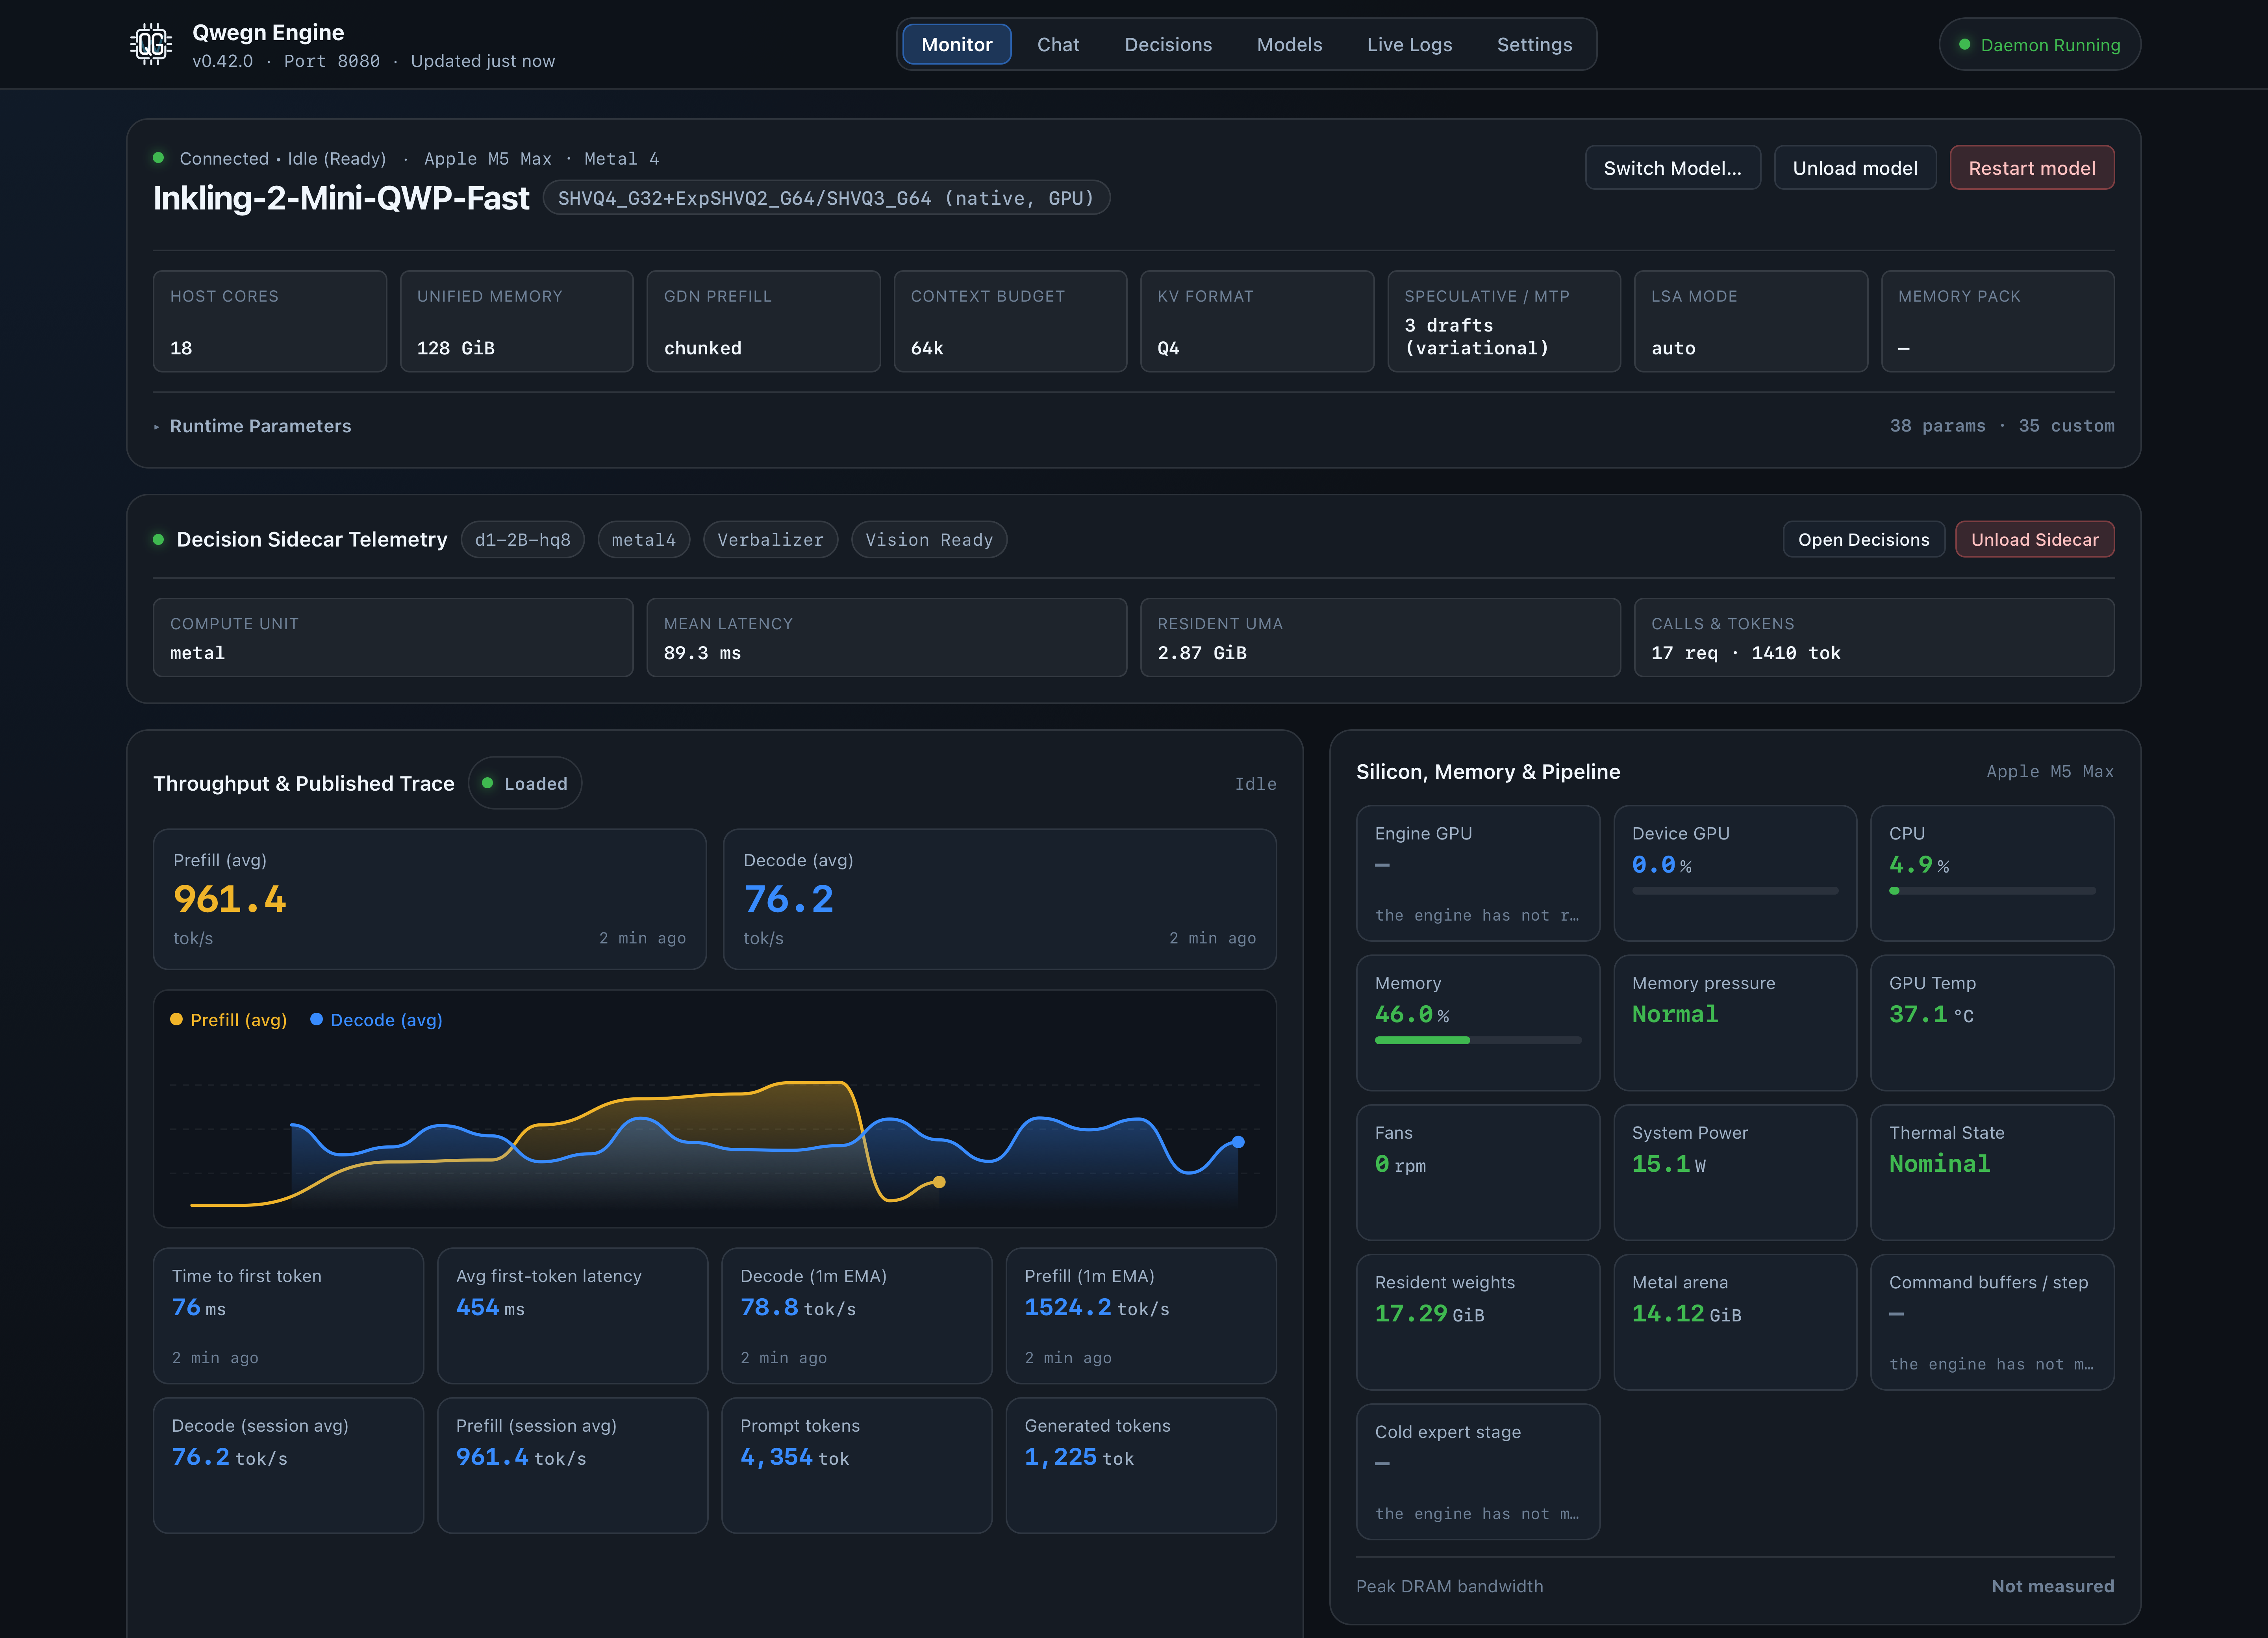 QG
Qwegn Engine
v0.42.0 · Port 8080 · Updated just now
Monitor
Chat
Decisions
Models
Live Logs
Settings
Daemon Running
Connected • Idle (Ready) · Apple M5 Max · Metal 4
Inkling-2-Mini-QWP-Fast
SHVQ4_G32+ExpSHVQ2_G64/SHVQ3_G64 (native, GPU)
Switch Model...
Unload model
Restart model
HOST CORES
18
UNIFIED MEMORY
128 GiB
GDN PREFILL
chunked
CONTEXT BUDGET
64k
KV FORMAT
Q4
SPECULATIVE / MTP
3 drafts
(variational)
LSA MODE
auto
MEMORY PACK
—
Runtime Parameters
38 params · 35 custom
Decision Sidecar Telemetry
d1-2B-hq8
metal4
Verbalizer
Vision Ready
Open Decisions
Unload Sidecar
COMPUTE UNIT
metal
MEAN LATENCY
89.3 ms
RESIDENT UMA
2.87 GiB
CALLS & TOKENS
17 req · 1410 tok
Throughput & Published Trace
Loaded
Idle
Prefill (avg)
961.4
tok/s
2 min ago
Decode (avg)
76.2
tok/s
2 min ago
Prefill (avg)
Decode (avg)
Time to first token
76 ms
2 min ago
Avg first-token latency
454 ms
Decode (1m EMA)
78.8 tok/s
2 min ago
Prefill (1m EMA)
1524.2 tok/s
2 min ago
Decode (session avg)
76.2 tok/s
Prefill (session avg)
961.4 tok/s
Prompt tokens
4,354 tok
Generated tokens
1,225 tok
Silicon, Memory & Pipeline
Apple M5 Max
Engine GPU
—
the engine has not r…
Device GPU
0.0 %
CPU
4.9 %
Memory
46.0 %
Memory pressure
Normal
GPU Temp
37.1 °C
Fans
0 rpm
System Power
15.1 W
Thermal State
Nominal
Resident weights
17.29 GiB
Metal arena
14.12 GiB
Command buffers / step
—
the engine has not m…
Cold expert stage
—
the engine has not m…
Peak DRAM bandwidth
Not measured